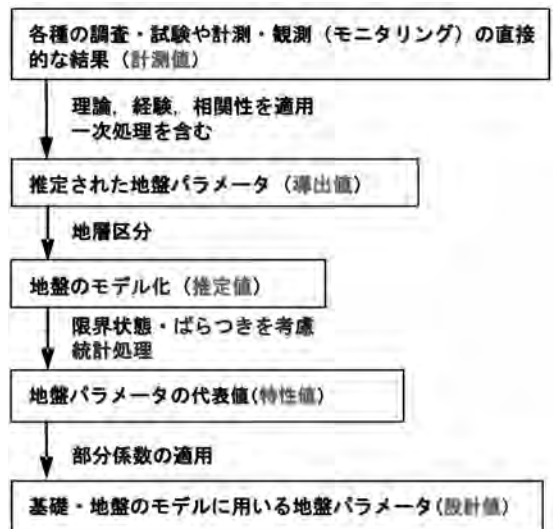 各種の調査・試験や計測・観測（モニタリング）の直接
的な結果（計測値）
理論，経験，相関性を適用
一次処理を含む
推定された地盤パラメータ（導出値）
地層区分
地盤のモデル化（推定値）
限界状態・ばらつきを考慮
統計処理
地盤パラメータの代表値(特性値)
部分係数の適用
基礎・地盤のモデルに用いる地盤パラメータ(設計値)